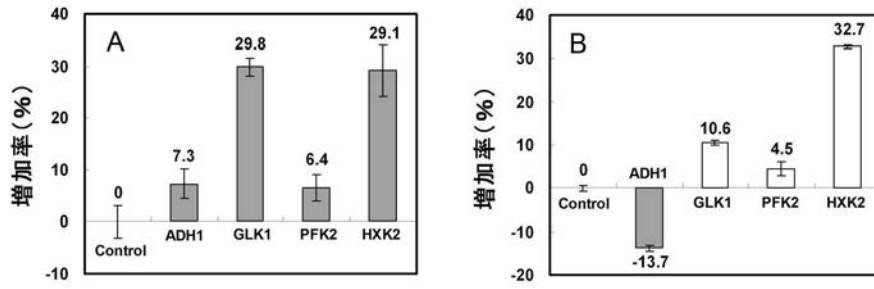 A
増加率(%)
40
30
20
10
0
-10
0
7.3
29.8
6.4
29.1
Control
ADH1
GLK1
PFK2
HXK2
B
増加率(%)
40
30
20
10
0
-10
-20
0
ADH1
10.6
4.5
32.7
Control
GLK1
PFK2
HXK2
-13.7